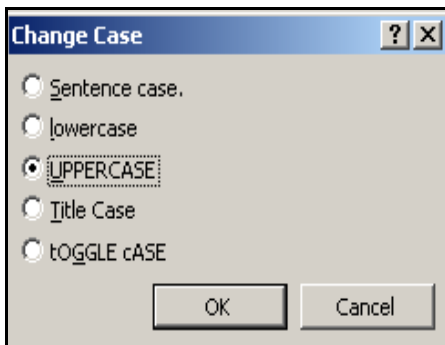 Change Case ? X
Sentence case.
lowercase
UPPERCASE
Title Case
tOGGLE cASE
OK Cancel